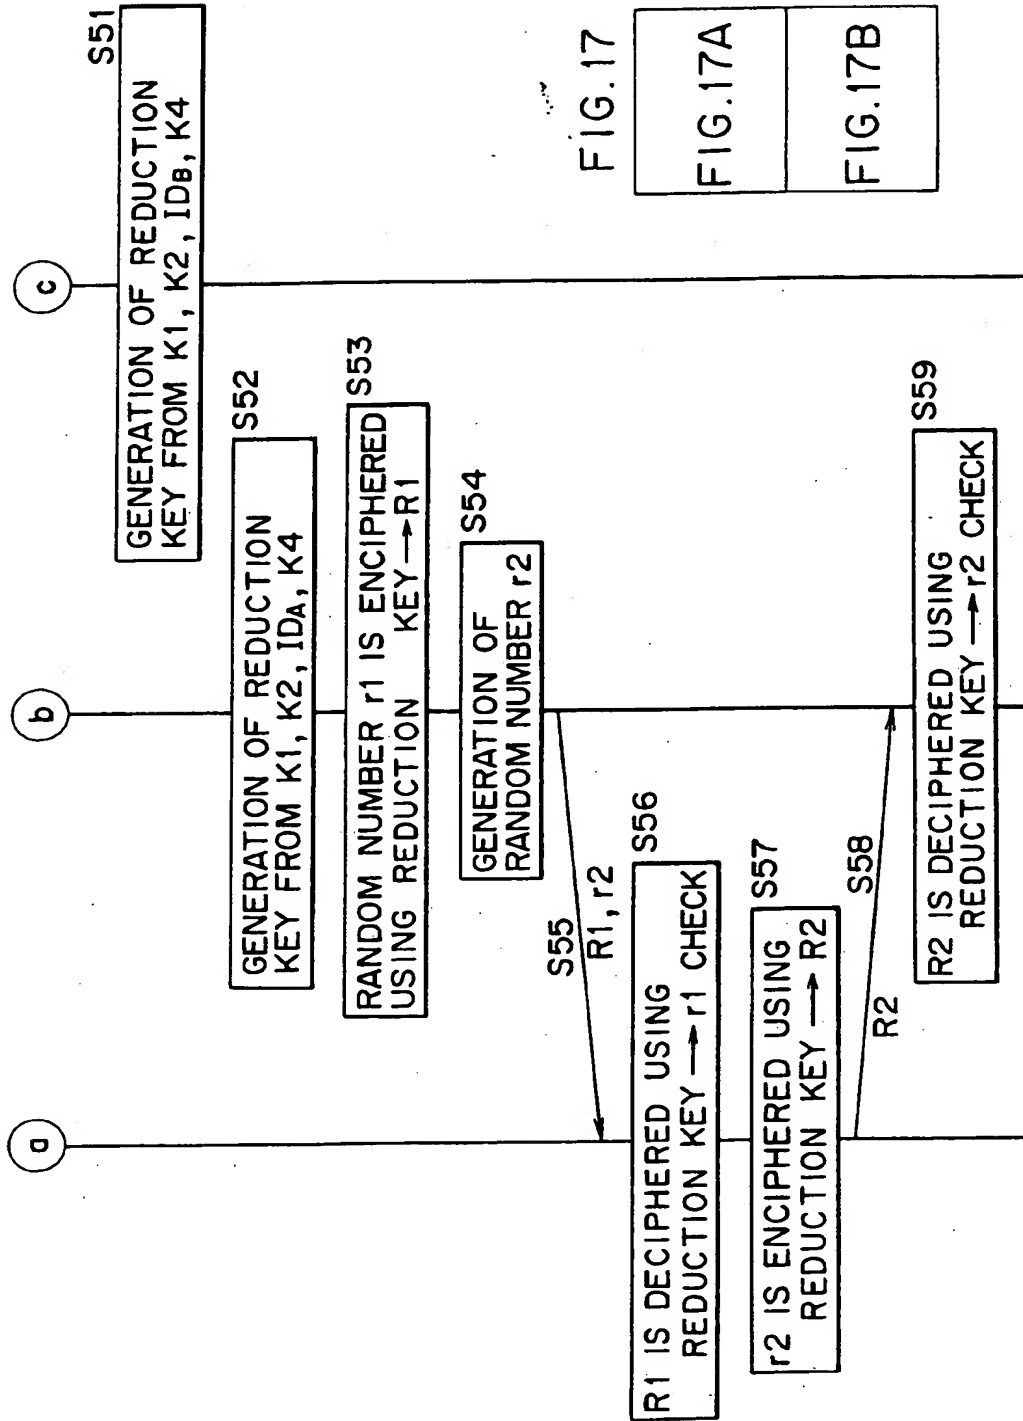 a
b
c
GENERATION OF REDUCTION
KEY FROM K1, K2, IDB, K4
S51
GENERATION OF REDUCTION
KEY FROM K1, K2, IDA, K4
S52
RANDOM NUMBER r1 IS ENCIPHERED
USING REDUCTION KEY → R1
S53
GENERATION OF
RANDOM NUMBER r2
S54
S55
R1, r2
R1 IS DECIPHERED USING
REDUCTION KEY → r1 CHECK
S56
r2 IS ENCIPHERED USING
REDUCTION KEY → R2
S57
S58
R2
R2 IS DECIPHERED USING
REDUCTION KEY → r2 CHECK
S59
FIG.17
FIG.17A
FIG.17B